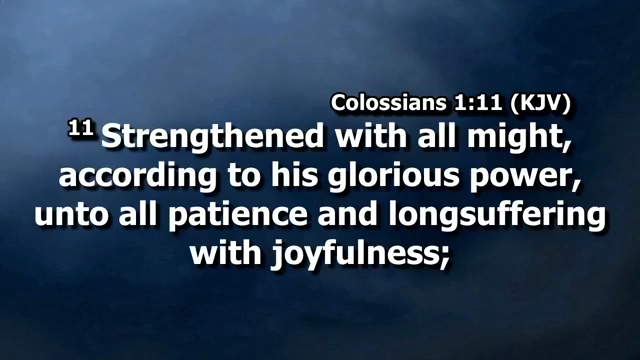 Colossians 1:11 (KJV)
11 Strengthened with all might,
according to his glorious power,
unto all patience and longsuffering
with joyfulness;